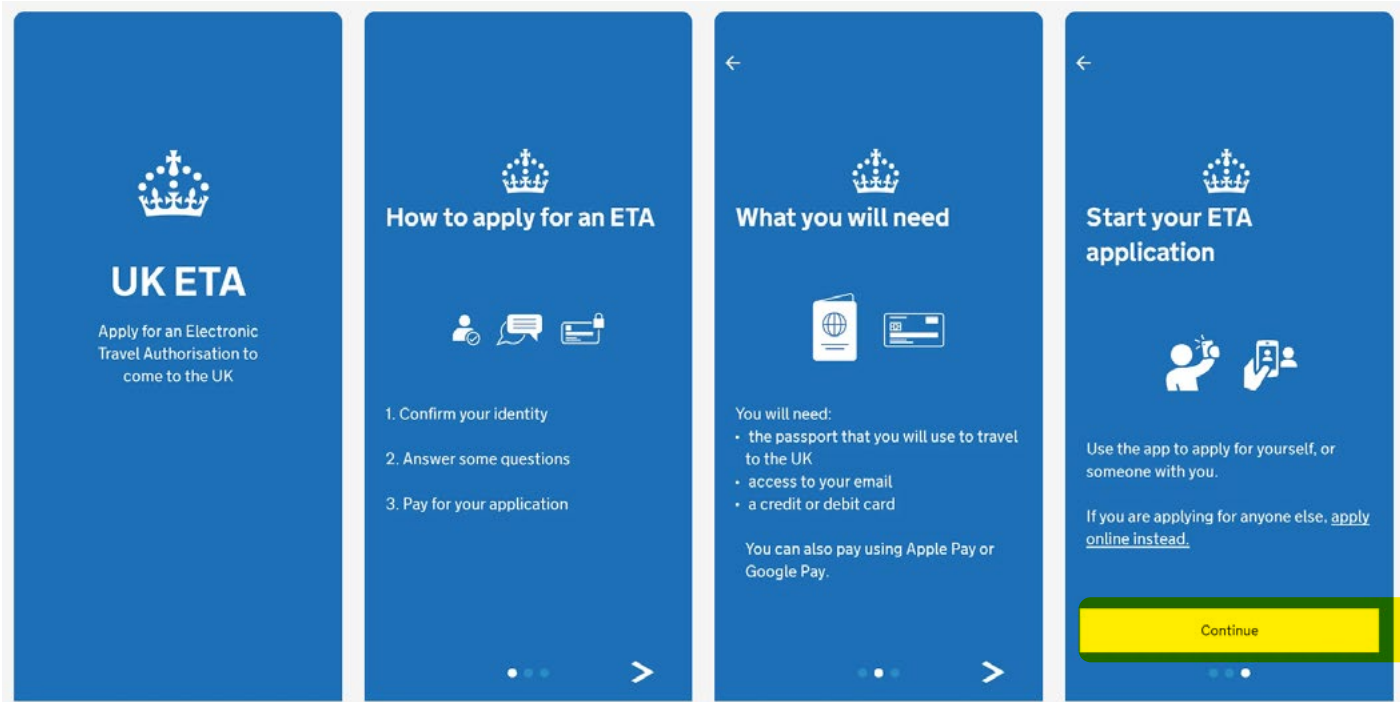 UK ETA
Apply for an Electronic
Travel Authorisation to
come to the UK
How to apply for an ETA
1. Confirm your identity
2. Answer some questions
3. Pay for your application
What you will need
You will need:
• the passport that you will use to travel
to the UK
• access to your email
• a credit or debit card
You can also pay using Apple Pay or
Google Pay.
Start your ETA
application
Use the app to apply for yourself, or
someone with you.
If you are applying for anyone else, apply
online instead.
Continue